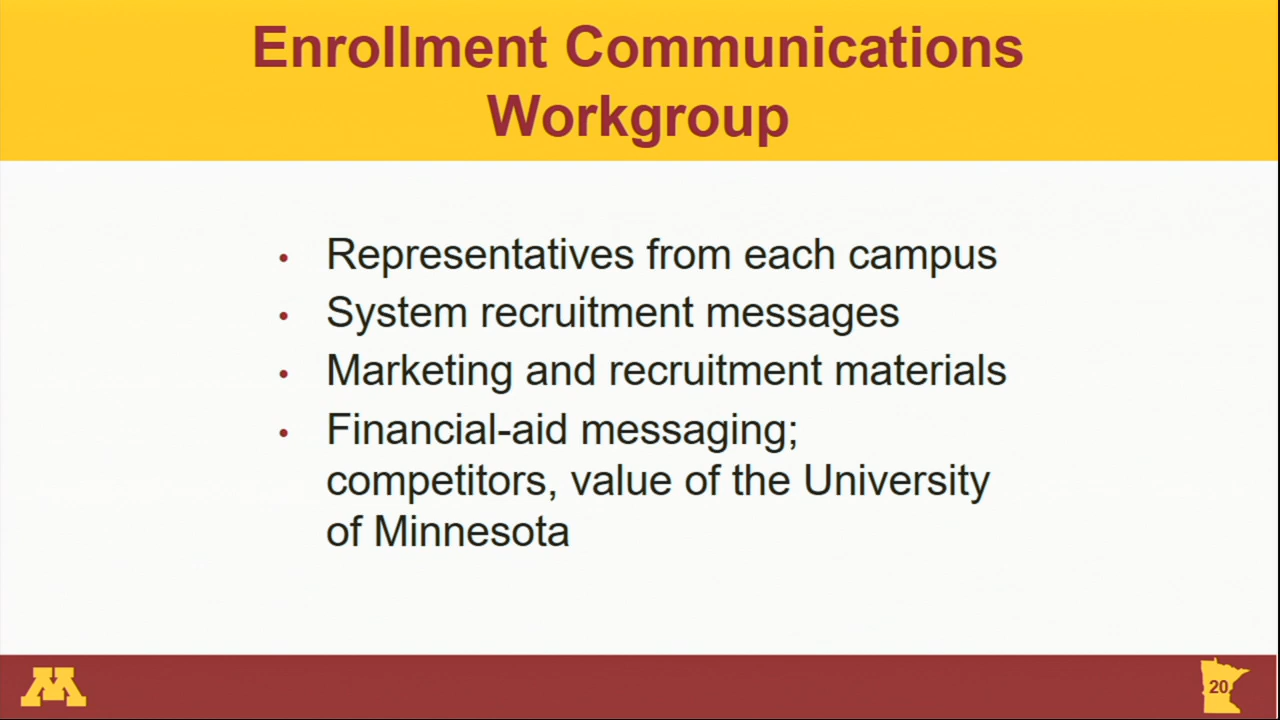 Enrollment Communications
Workgroup
• Representatives from each campus
• System recruitment messages
• Marketing and recruitment materials
• Financial-aid messaging;
competitors, value of the University
of Minnesota
M
20